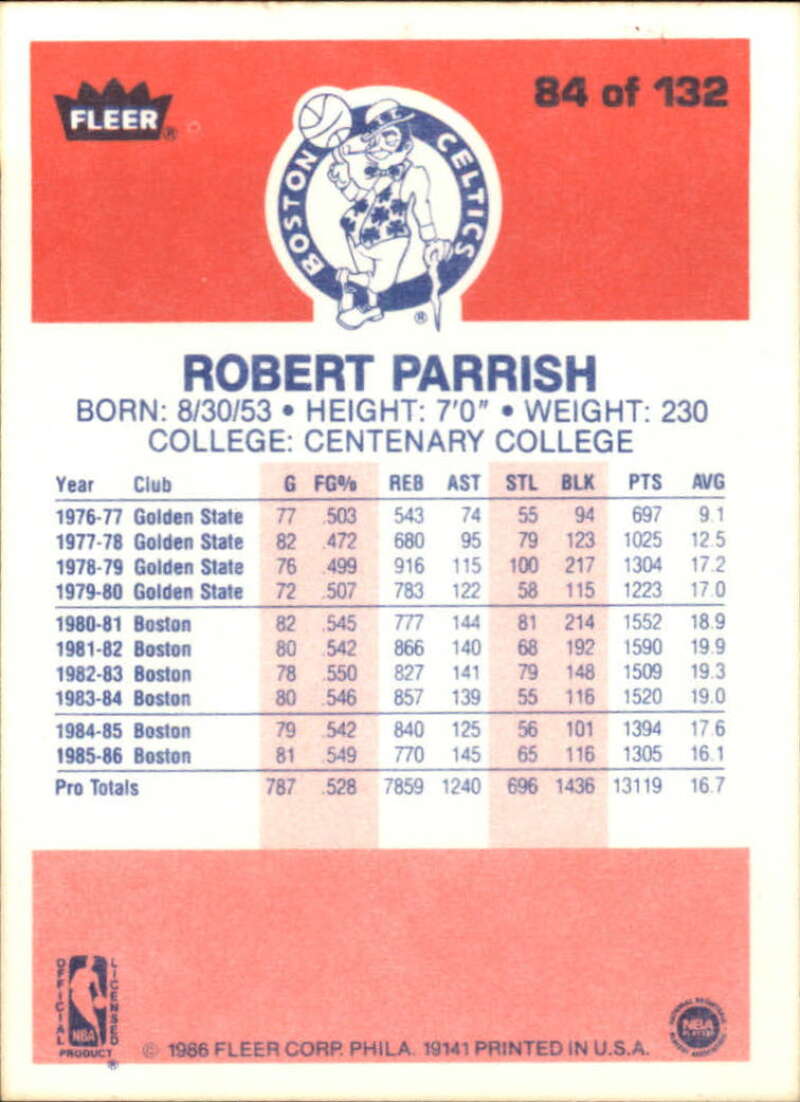 FLEER®
84 of 132
BOSTON CELTICS
®
ROBERT PARRISH
BORN: 8/30/53 • HEIGHT: 7'0" • WEIGHT: 230
COLLEGE: CENTENARY COLLEGE
Year Club G FG% REB AST STL BLK PTS AVG
1976-77 Golden State 77 .503 543 74 55 94 697 9.1
1977-78 Golden State 82 .472 680 95 79 123 1025 12.5
1978-79 Golden State 76 .499 916 115 100 217 1304 17.2
1979-80 Golden State 72 .507 783 122 58 115 1223 17.0
1980-81 Boston 82 .545 777 144 81 214 1552 18.9
1981-82 Boston 80 .542 866 140 68 192 1590 19.9
1982-83 Boston 78 .550 827 141 79 148 1509 19.3
1983-84 Boston 80 .546 857 139 55 116 1520 19.0
1984-85 Boston 79 .542 840 125 56 101 1394 17.6
1985-86 Boston 81 .549 770 145 65 116 1305 16.1
Pro Totals 787 .528 7859 1240 696 1436 13119 16.7
OFFICIAL
LICENSED
NBA
PRODUCT ®
© 1986 FLEER CORP. PHILA. 19141 PRINTED IN U.S.A.
NATIONAL BASKETBALL
NBA
PLAYERS